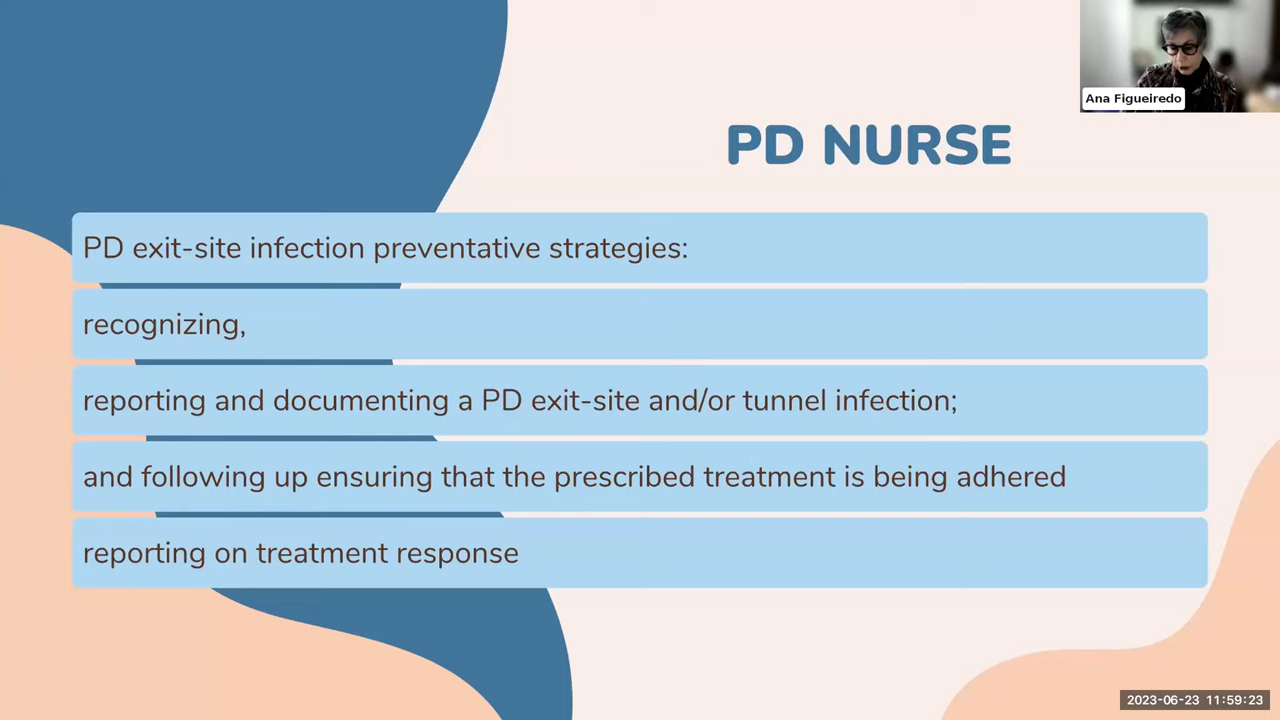 Ana Figueiredo
PD NURSE
PD exit-site infection preventative strategies:
recognizing,
reporting and documenting a PD exit-site and/or tunnel infection;
and following up ensuring that the prescribed treatment is being adhered
reporting on treatment response
2023-06-23 11:59:23